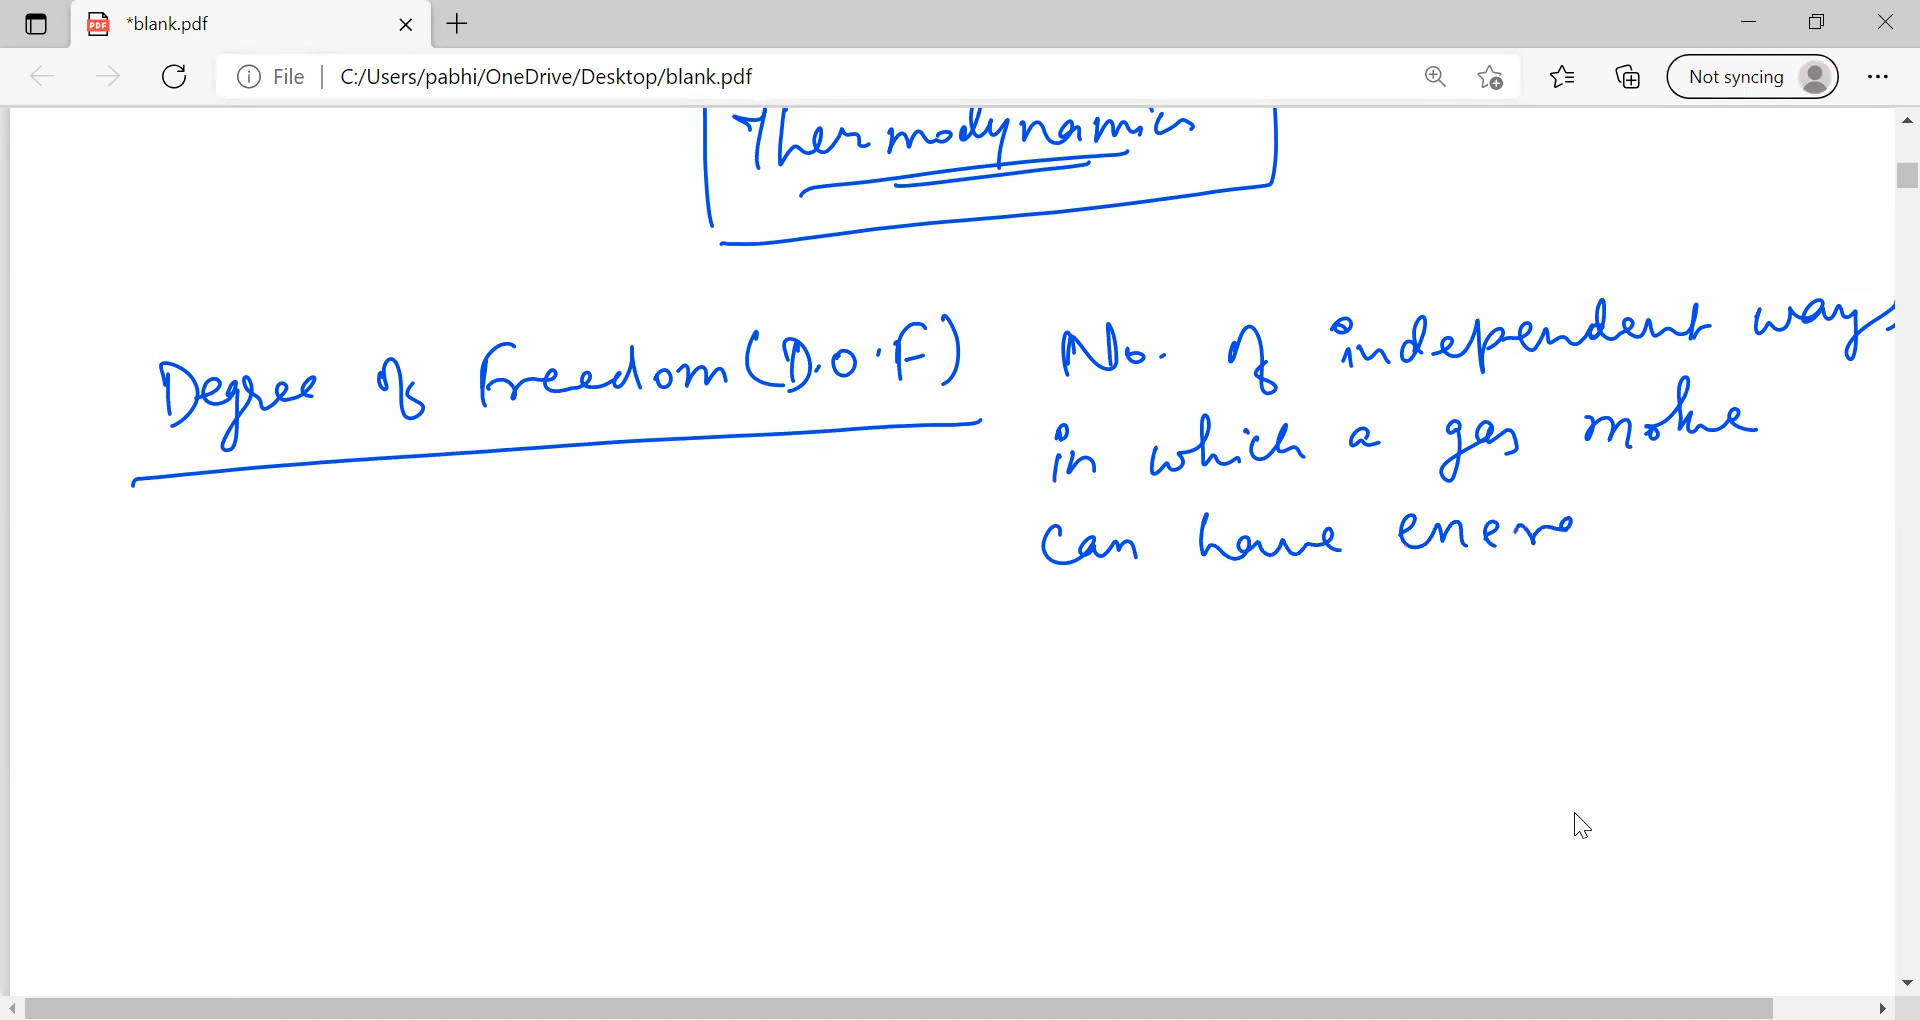 *blank.pdf
File | C:/Users/pabhi/OneDrive/Desktop/blank.pdf
Not syncing
Thermodynamics
Degree of freedom (D.O.F) No. of independent ways
in which a gas
can have ener